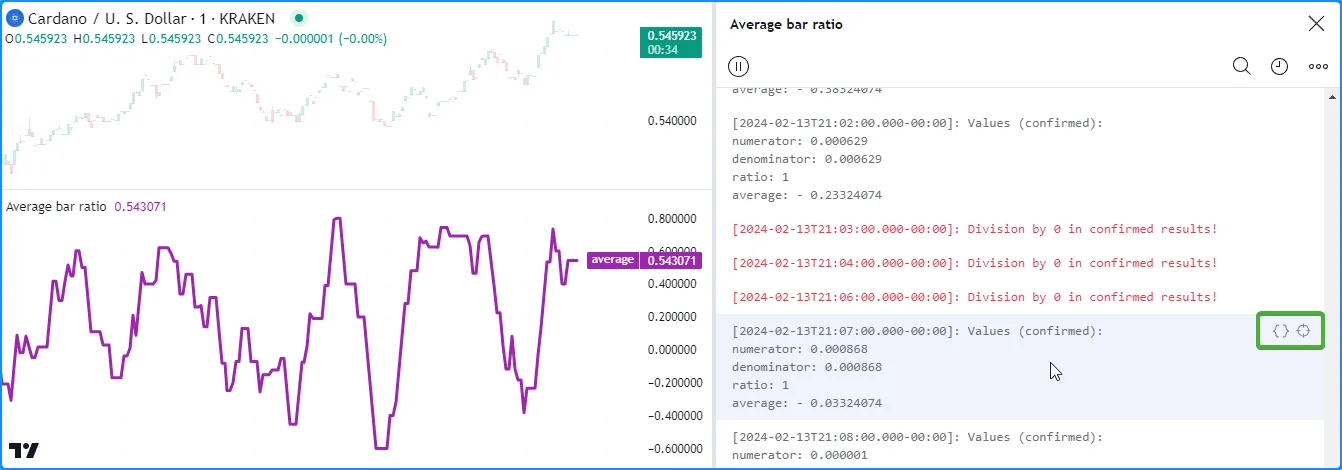 Cardano / U. S. Dollar · 1 · KRAKEN
O0.545923 H0.545923 L0.545923 C0.545923 −0.000001 (−0.00%)
0.545923
00:34
0.540000
Average bar ratio 0.543071
0.800000
0.600000
average 0.543071
0.400000
0.200000
0.000000
−0.200000
−0.400000
−0.600000
Average bar ratio
average: - 0.38324074
[2024-02-13T21:02:00.000-00:00]: Values (confirmed):
numerator: 0.000629
denominator: 0.000629
ratio: 1
average: - 0.23324074
[2024-02-13T21:03:00.000-00:00]: Division by 0 in confirmed results!
[2024-02-13T21:04:00.000-00:00]: Division by 0 in confirmed results!
[2024-02-13T21:06:00.000-00:00]: Division by 0 in confirmed results!
[2024-02-13T21:07:00.000-00:00]: Values (confirmed):
numerator: 0.000868
denominator: 0.000868
ratio: 1
average: - 0.03324074
[2024-02-13T21:08:00.000-00:00]: Values (confirmed):
numerator: 0.000001